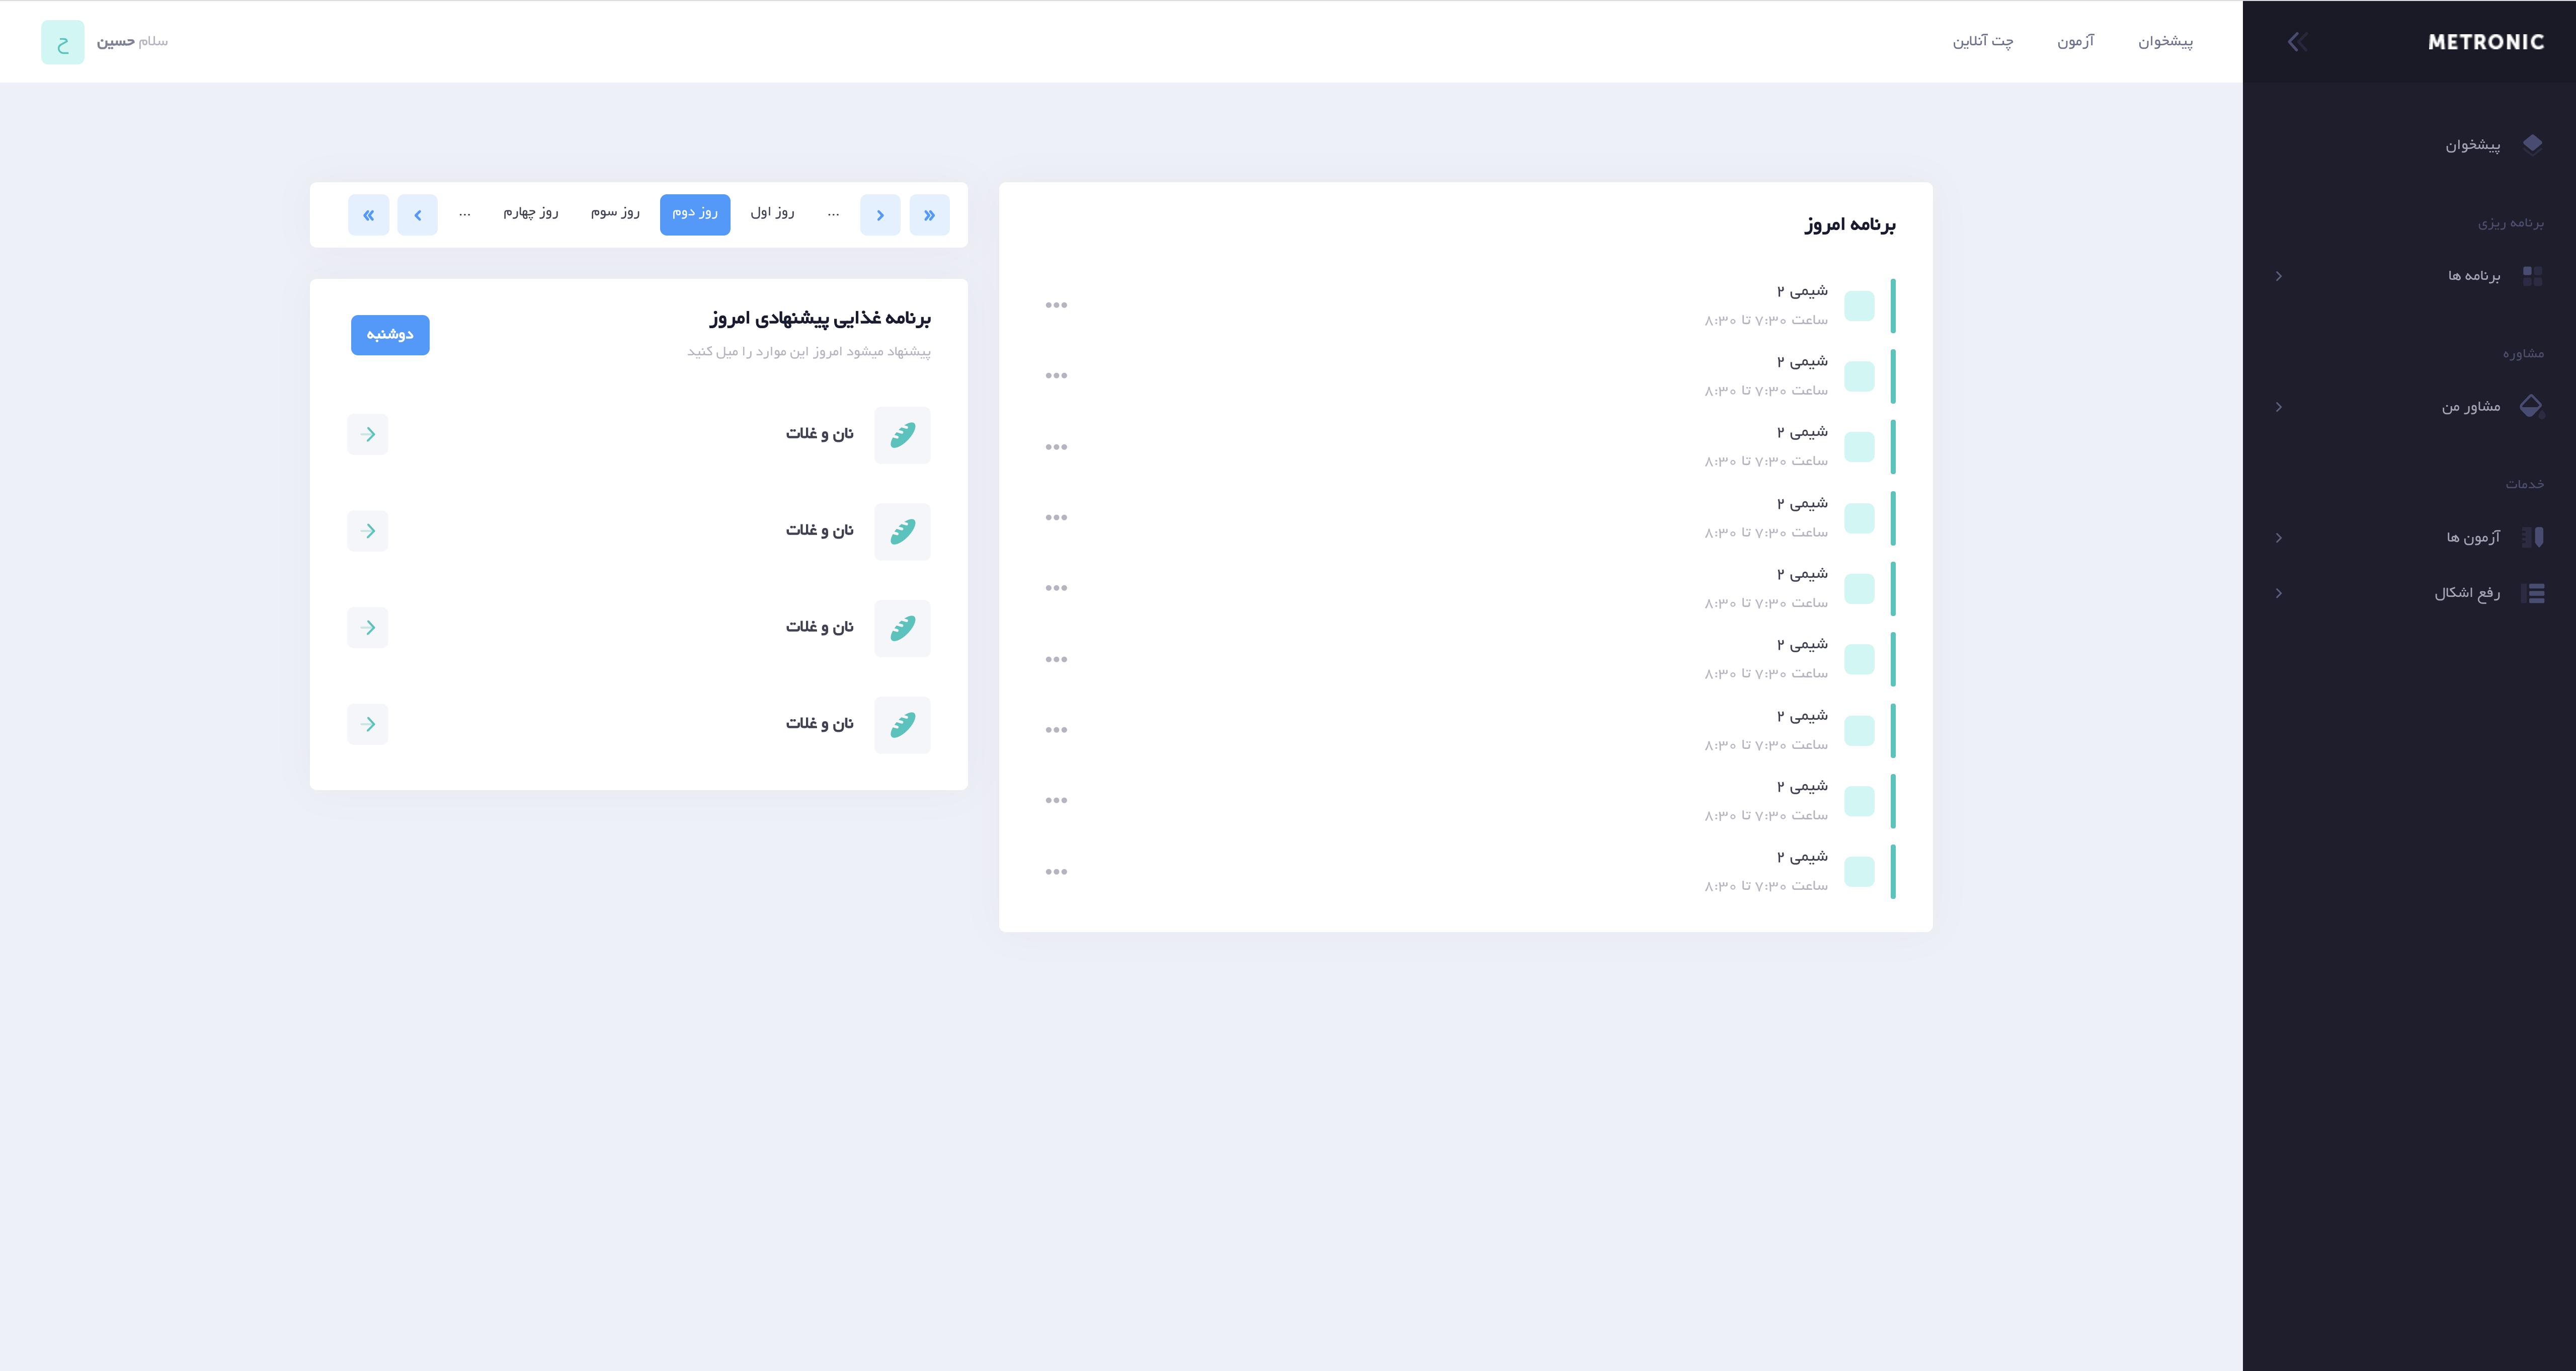 METRONIC
پیشخوان
برنامه ریزی
برنامه ها
مشاوره
مشاور من
خدمات
آزمون ها
رفع اشکال
پیشخوان
آزمون
چت آنلاین
سلام حسین
ح
برنامه امروز
شیمی ۲
ساعت ۷:۳۰ تا ۸:۳۰
شیمی ۲
ساعت ۷:۳۰ تا ۸:۳۰
شیمی ۲
ساعت ۷:۳۰ تا ۸:۳۰
شیمی ۲
ساعت ۷:۳۰ تا ۸:۳۰
شیمی ۲
ساعت ۷:۳۰ تا ۸:۳۰
شیمی ۲
ساعت ۷:۳۰ تا ۸:۳۰
شیمی ۲
ساعت ۷:۳۰ تا ۸:۳۰
شیمی ۲
ساعت ۷:۳۰ تا ۸:۳۰
شیمی ۲
ساعت ۷:۳۰ تا ۸:۳۰
... روز اول روز دوم روز سوم روز چهارم ...
برنامه غذایی پیشنهادی امروز
پیشنهاد میشود امروز این موارد را میل کنید
دوشنبه
نان و غلات
نان و غلات
نان و غلات
نان و غلات